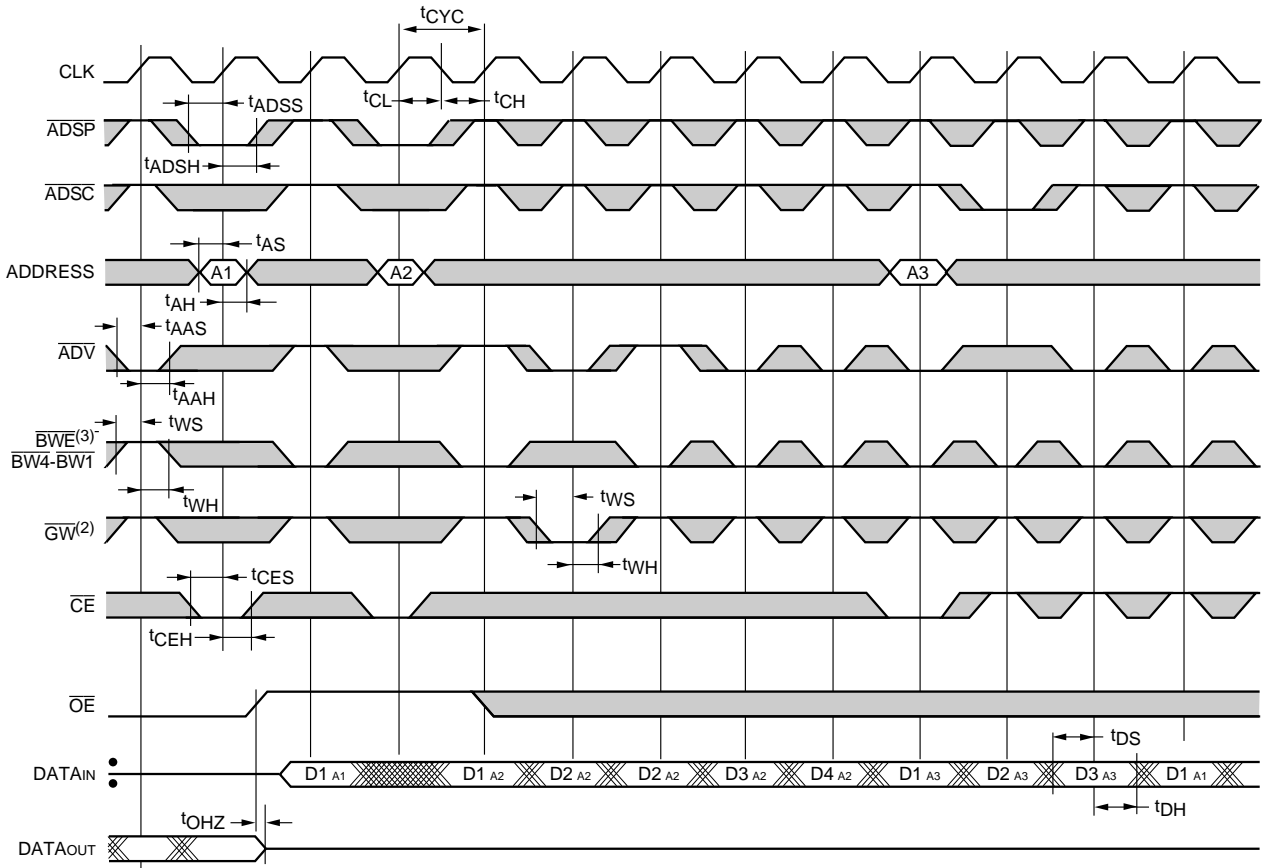 tCYC
CLK
tADSS
tCL
tCH
ADSP
tADSH
ADSC
tAS
ADDRESS
A1
A2
A3
tAH
tAAS
ADV
tAAH
tWS
BWE(3)-
BW4-BW1
tWH
tWS
GW(2)
tWH
tCES
CE
tCEH
OE
tDS
DATAIN
D1 A1
D1 A2
D2 A2
D2 A2
D3 A2
D4 A2
D1 A3
D2 A3
D3 A3
D1 A1
tDH
tOHZ
DATAOUT